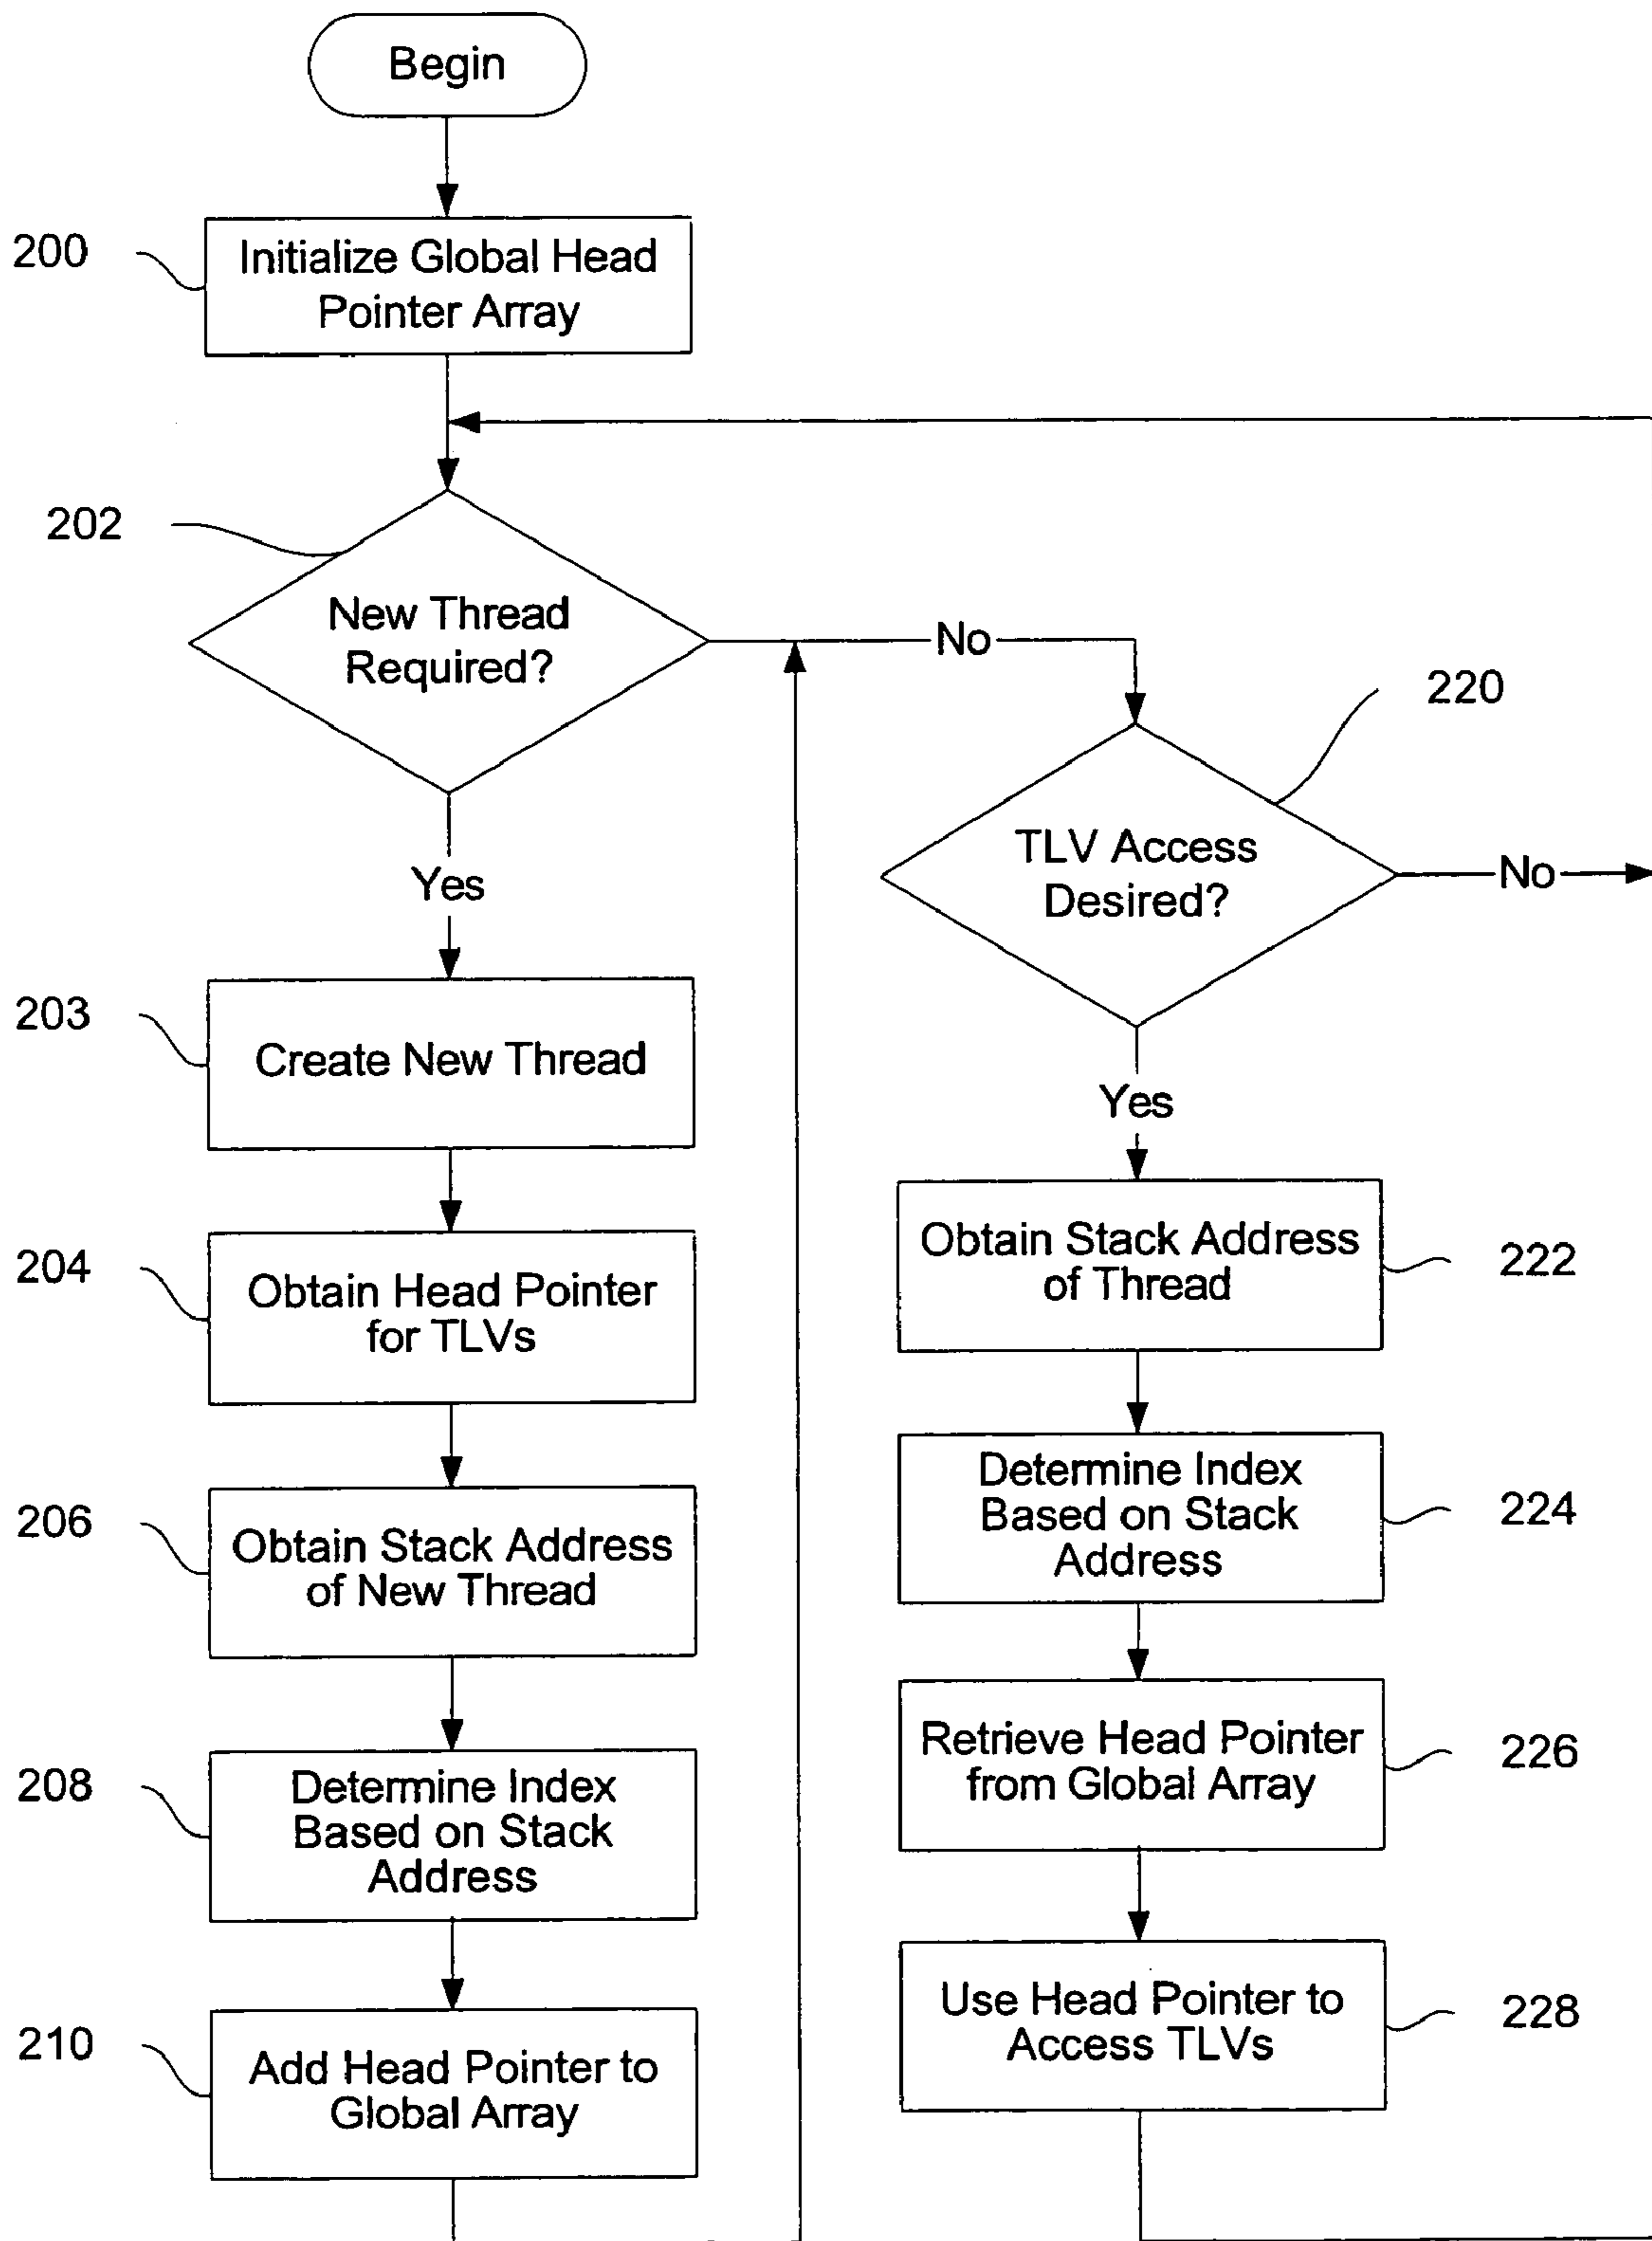 Begin
200
Initialize Global Head
Pointer Array
202
New Thread
Required?
No
220
TLV Access
Desired?
No
Yes
203
Create New Thread
Yes
204
Obtain Head Pointer
for TLVs
222
Obtain Stack Address
of Thread
206
Obtain Stack Address
of New Thread
224
Determine Index
Based on Stack
Address
208
Determine Index
Based on Stack
Address
226
Retrieve Head Pointer
from Global Array
210
Add Head Pointer to
Global Array
228
Use Head Pointer to
Access TLVs